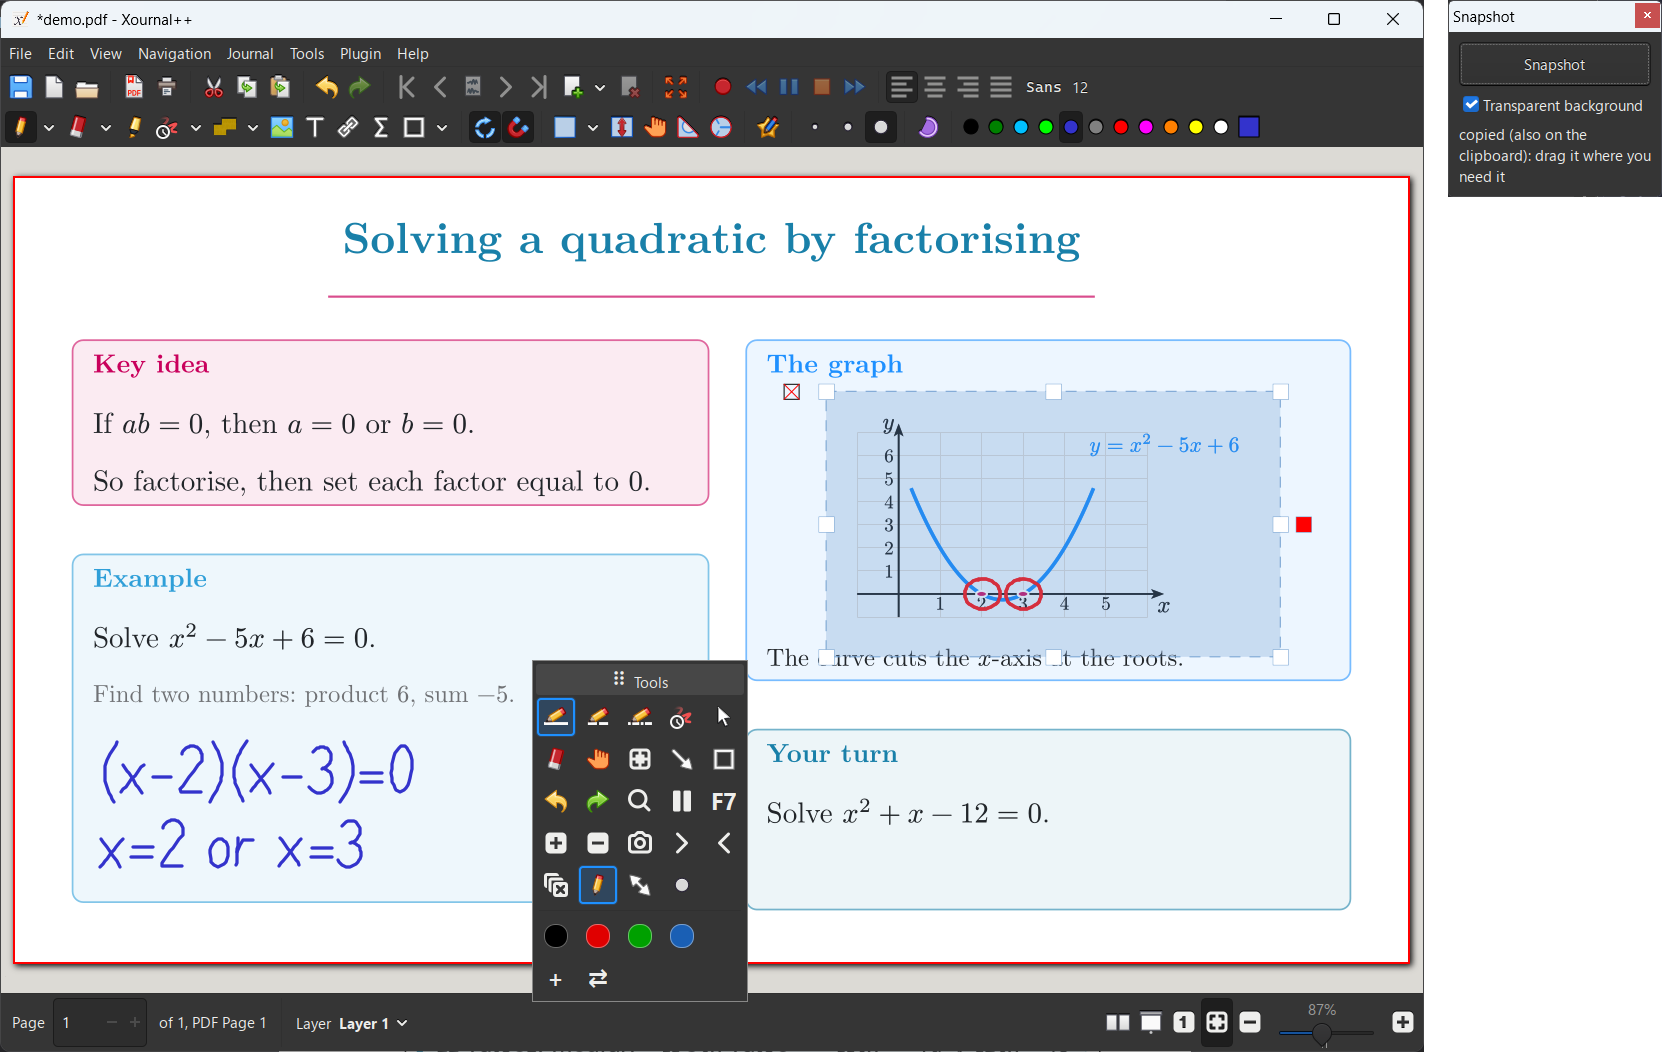 *demo.pdf - Xournal++
File Edit View Navigation Journal Tools Plugin Help
Sans 12
Solving a quadratic by factorising
Key idea
If ab = 0, then a = 0 or b = 0.
So factorise, then set each factor equal to 0.
Example
Solve x² − 5x + 6 = 0.
Find two numbers: product 6, sum −5.
(x-2)(x-3)=0
x=2 or x=3
The graph
y
y = x² − 5x + 6
6
5
4
3
2
1
1 2 3 4 5 x
The curve cuts the x-axis at the roots.
Your turn
Solve x² + x − 12 = 0.
Tools
F7
Page 1 of 1, PDF Page 1 Layer Layer 1
1
87%
Snapshot
Snapshot
Transparent background
copied (also on the
clipboard): drag it where you
need it